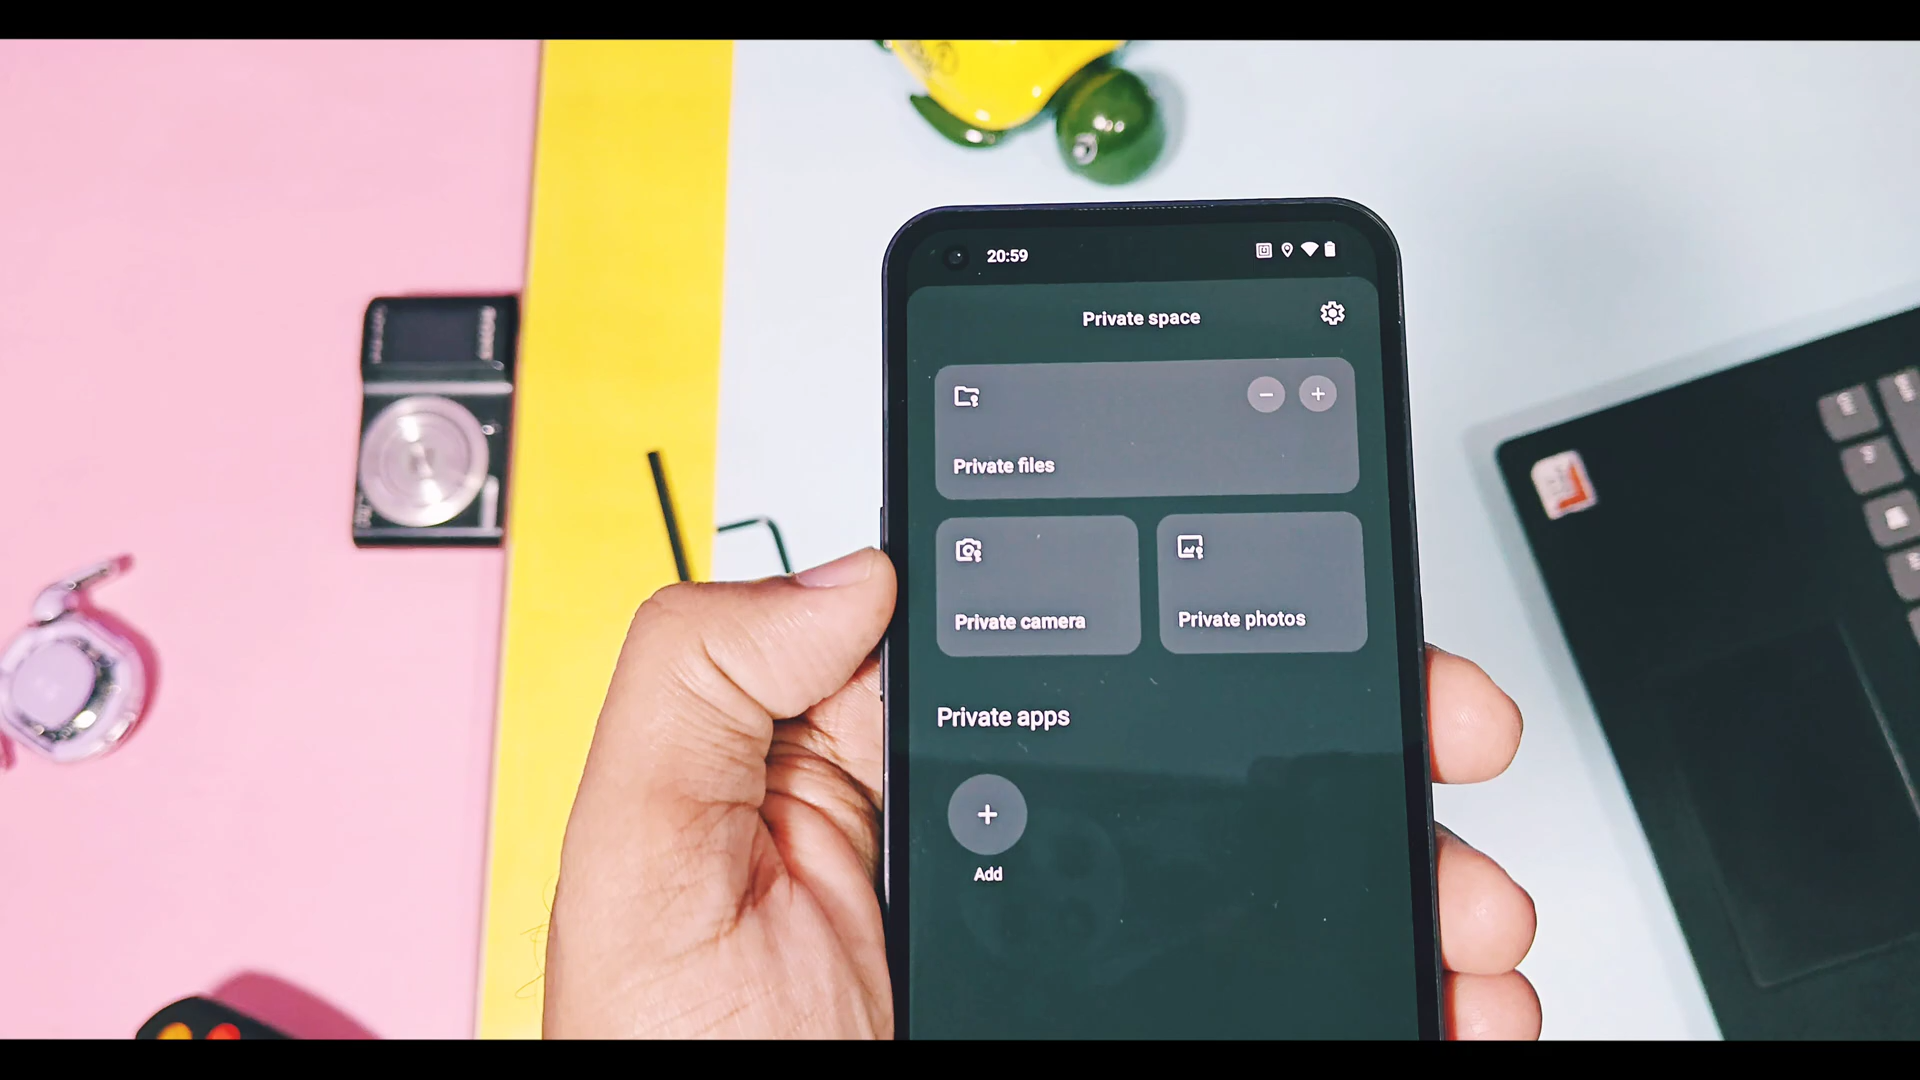 20:59
Private space
Private files
Private camera
Private photos
Private apps
Add